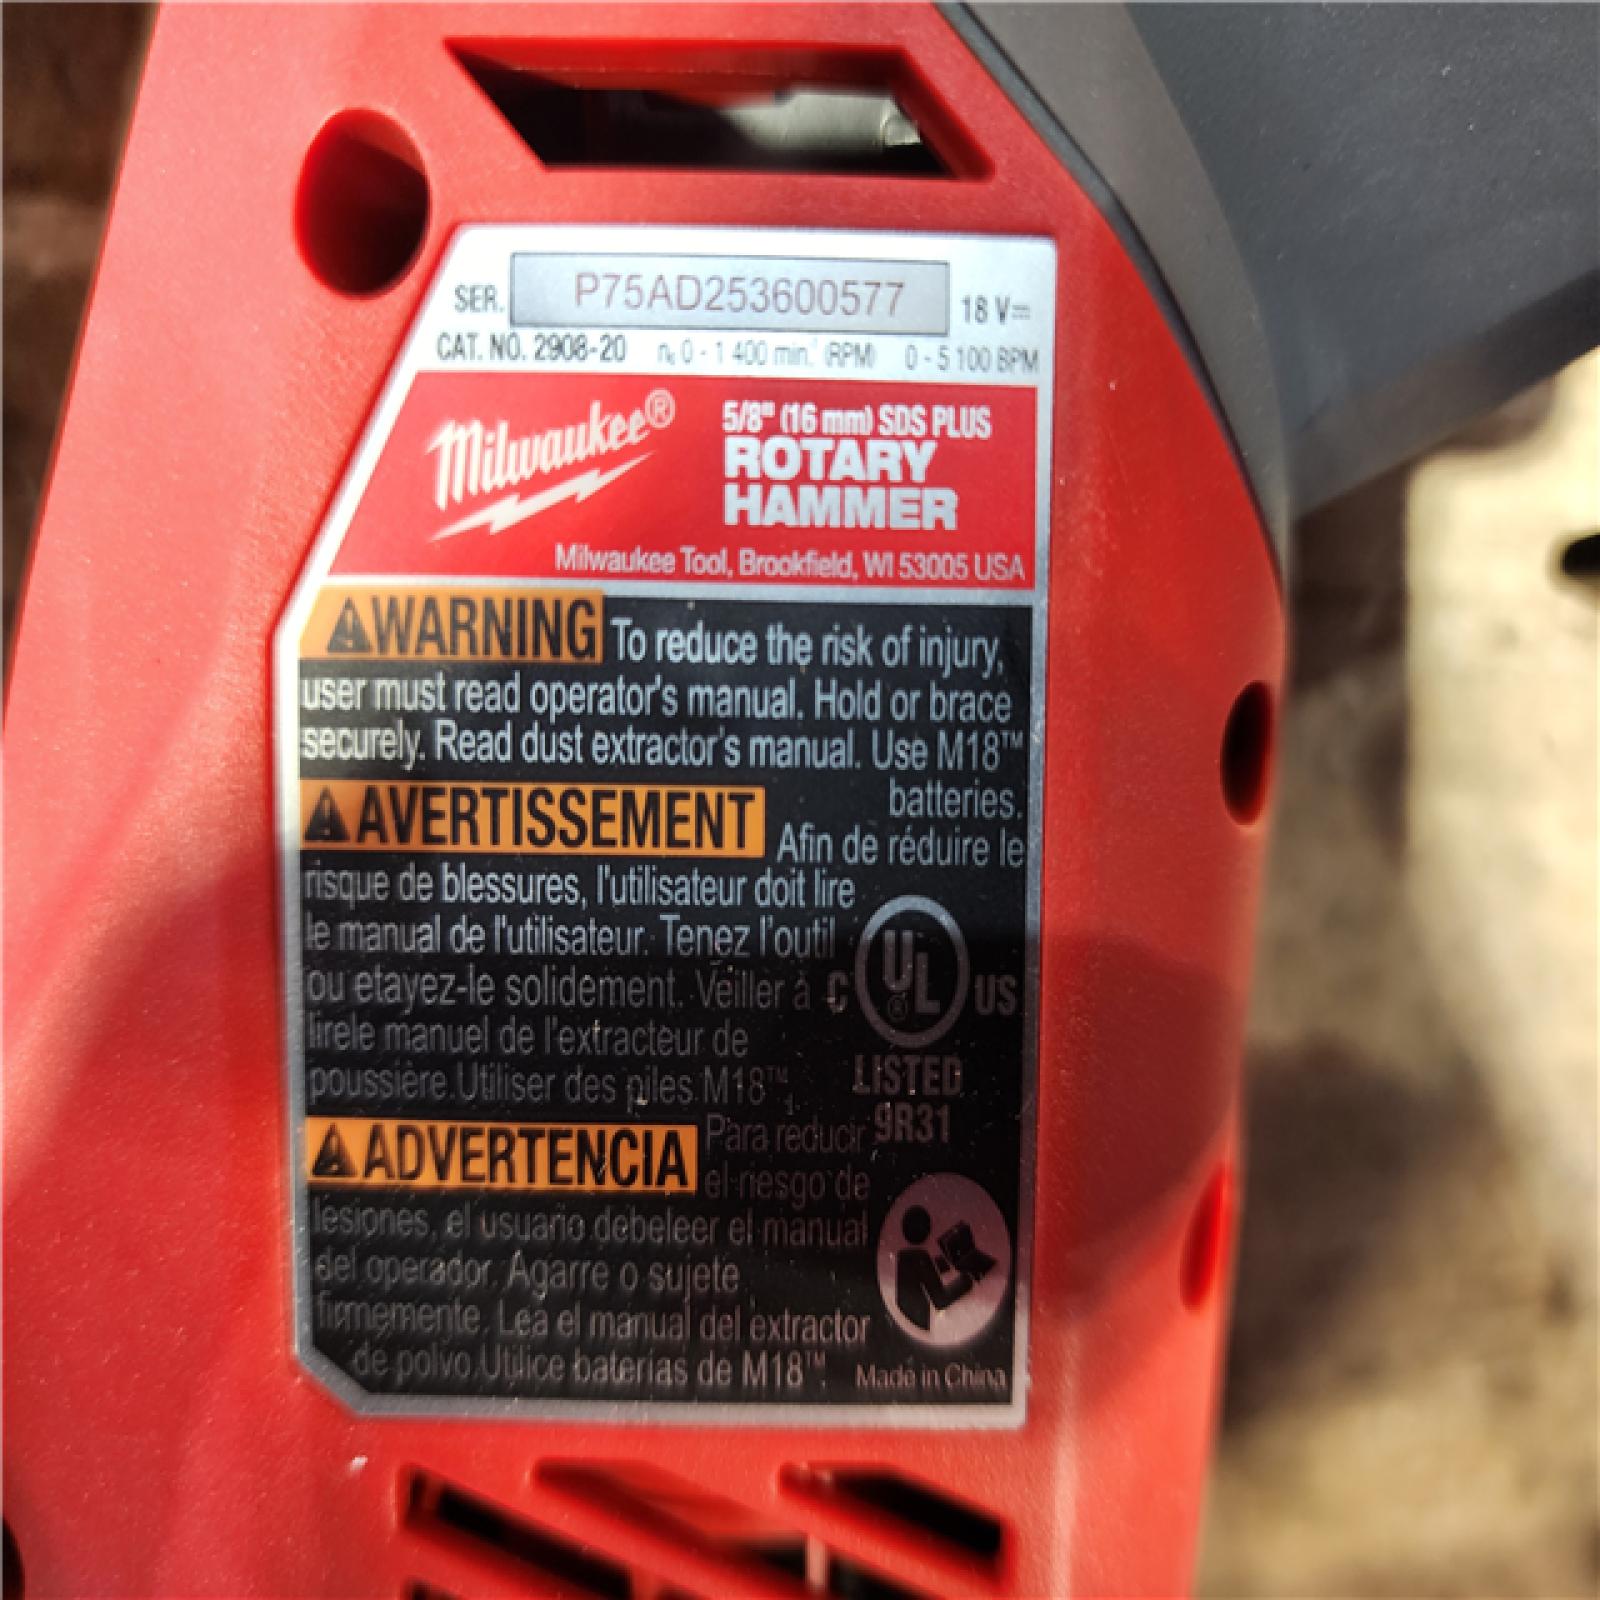 SER. P75AD253600577 18 V⎓
CAT. NO. 2908-20 n₀ 0 - 1 400 min.⁻¹ (RPM) 0 - 5 100 BPM
Milwaukee®
5/8" (16 mm) SDS PLUS
ROTARY
HAMMER
Milwaukee Tool, Brookfield, WI 53005 USA
⚠WARNING To reduce the risk of injury,
user must read operator's manual. Hold or brace
securely. Read dust extractor's manual. Use M18™
batteries.
⚠AVERTISSEMENT Afin de réduire le
risque de blessures, l'utilisateur doit lire
le manual de l'utilisateur. Tenez l'outil
ou etayez-le solidement. Veiller à
lirele manuel de l'extracteur de
poussière.Utiliser des piles M18™.
C UL® US
LISTED
9R31
⚠ADVERTENCIA Para reducir
el riesgo de
lesiones, el usuario debeleer el manual
del operador. Agarre o sujete
firmemente. Lea el manual del extractor
de polvo.Utilice baterías de M18™.
Made in China